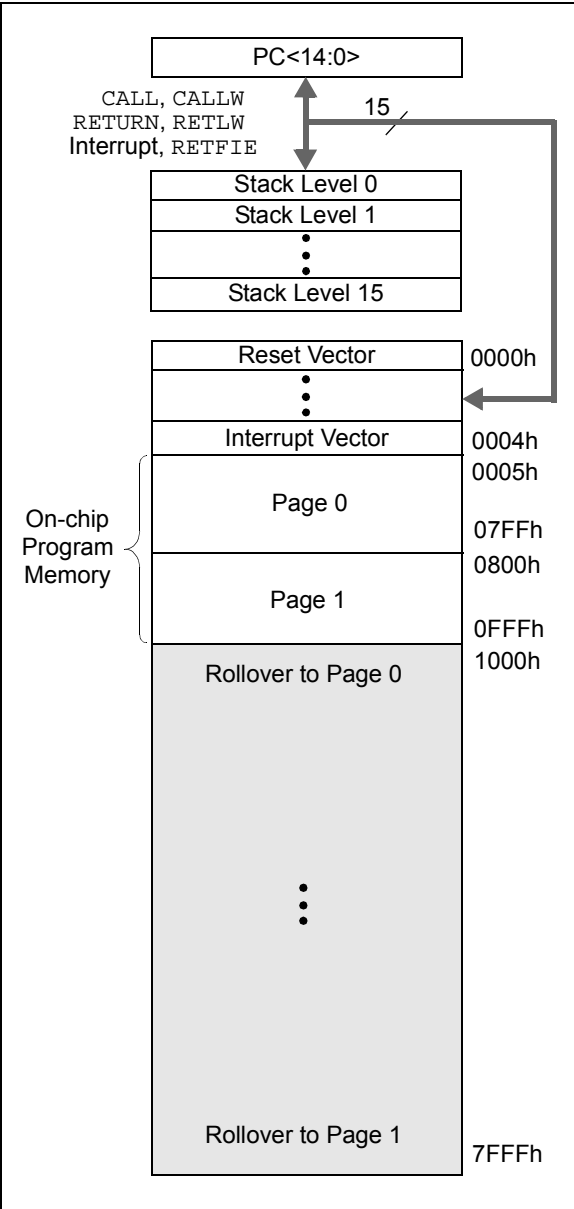 PC<14:0>
CALL, CALLW
RETURN, RETLW
Interrupt, RETFIE
15
Stack Level 0
Stack Level 1
Stack Level 15
Reset Vector
0000h
Interrupt Vector
0004h
0005h
Page 0
07FFh
On-chip
Program
Memory
0800h
Page 1
0FFFh
1000h
Rollover to Page 0
Rollover to Page 1
7FFFh